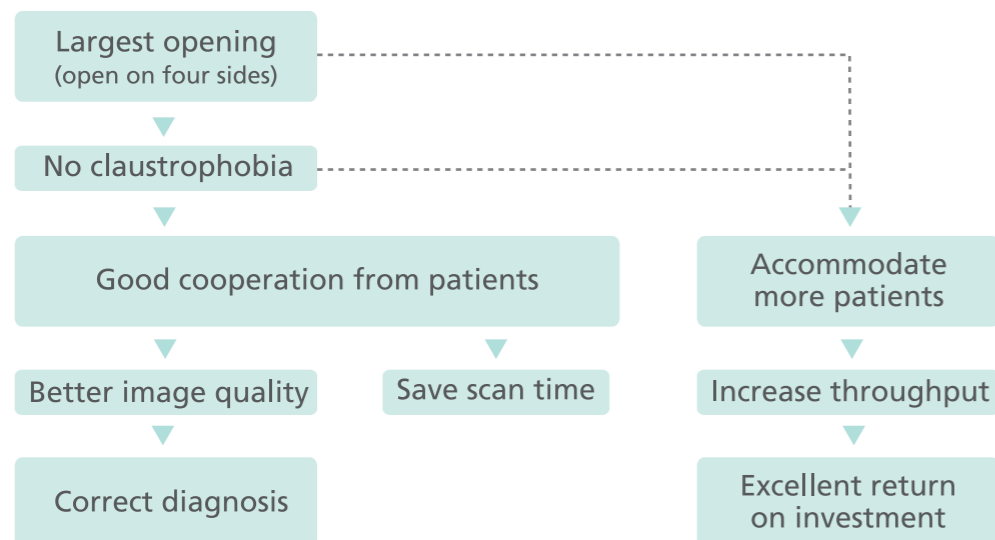 Largest opening
(open on four sides)
No claustrophobia
Good cooperation from patients
Accommodate
more patients
Better image quality
Save scan time
Increase throughput
Correct diagnosis
Excellent return
on investment